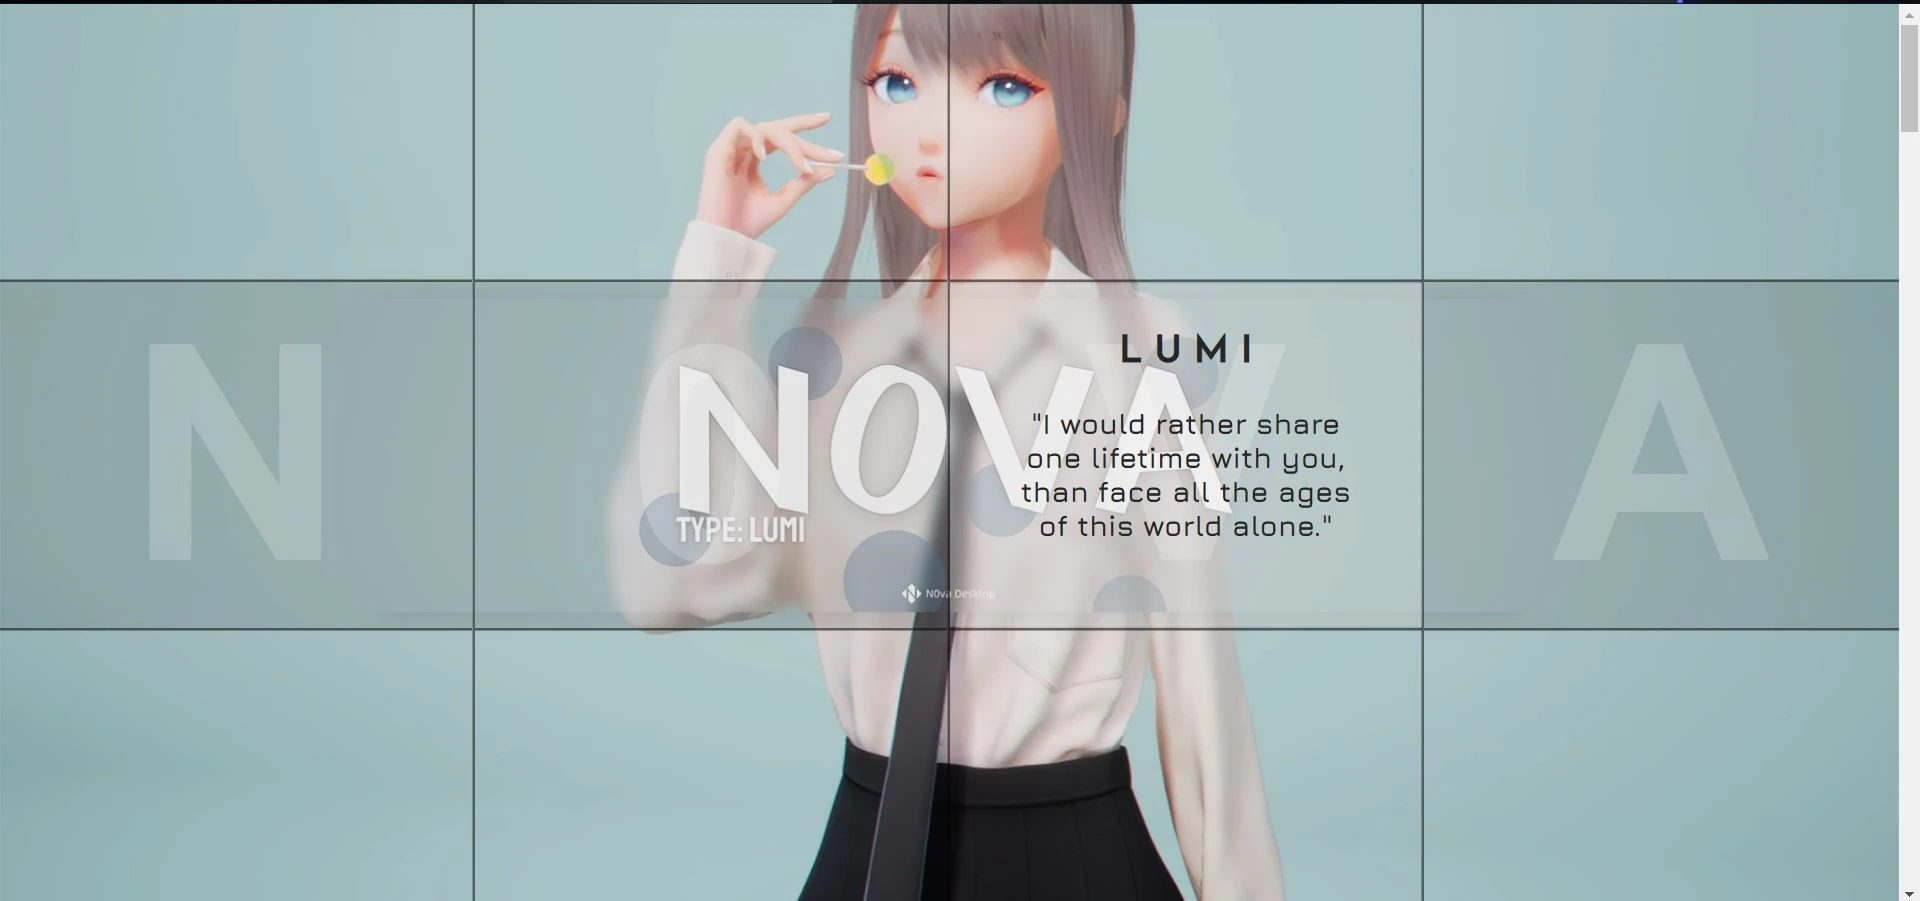 N O V A
LUMI
N0VA
TYPE: LUMI
"I would rather share
one lifetime with you,
than face all the ages
of this world alone."
N0va Desktop